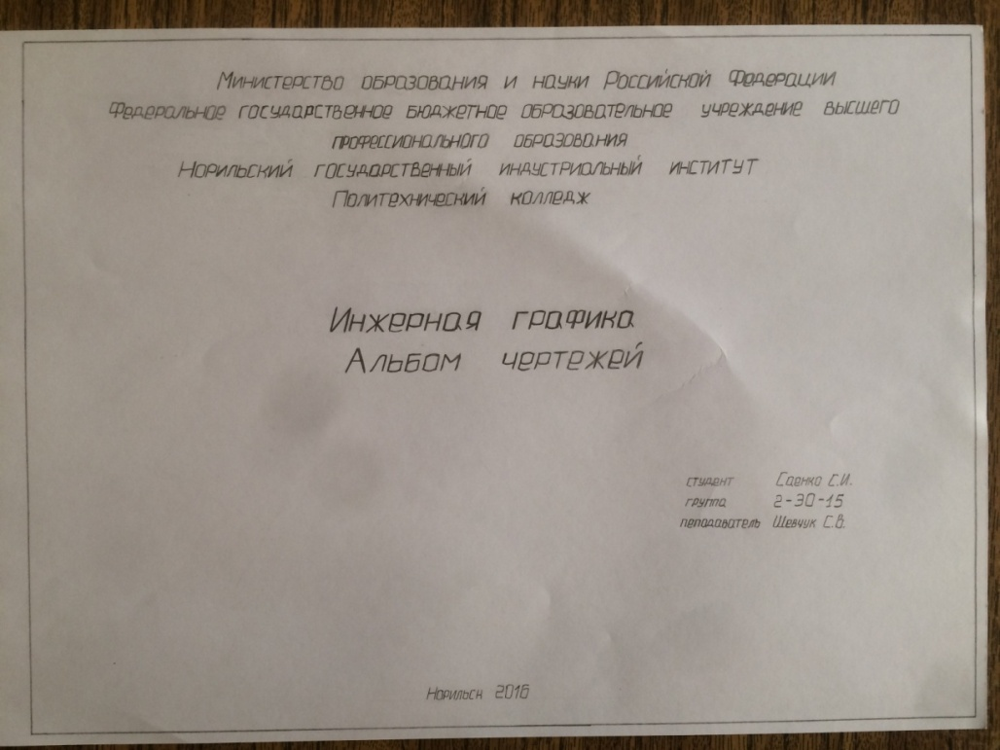 Министерство образования и науки Российской Федерации
Федеральное государственное бюджетное образовательное учреждение высшего
профессионального образования
Норильский государственный индустриальный институт
Политехнический колледж
Инжерная графика
Альбом чертежей
студент Саенко С.И.
группа 2-30-15
пеподаватель Шевчук С.В.
Норильск 2016